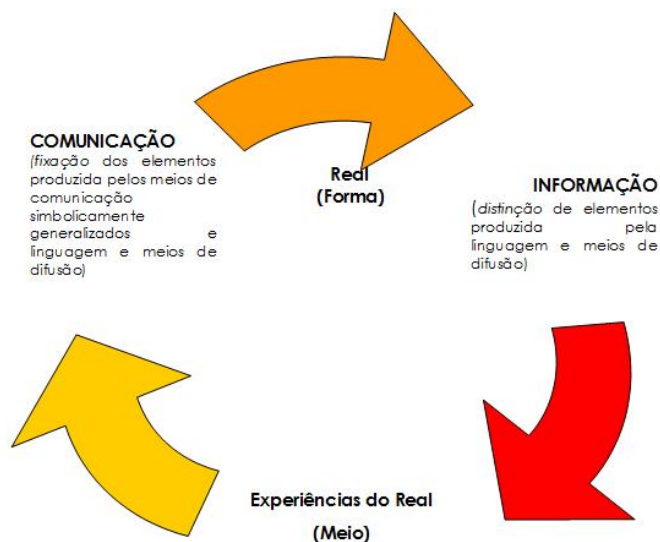 COMUNICAÇÃO
(fixação dos elementos
produzida pelos meios de
comunicação
simbolicamente
generalizados e
linguagem e meios de
difusão)
Real
(Forma)
INFORMAÇÃO
(distinção de elementos
produzida pela
linguagem e meios de
difusão)
Experiências do Real
(Meio)